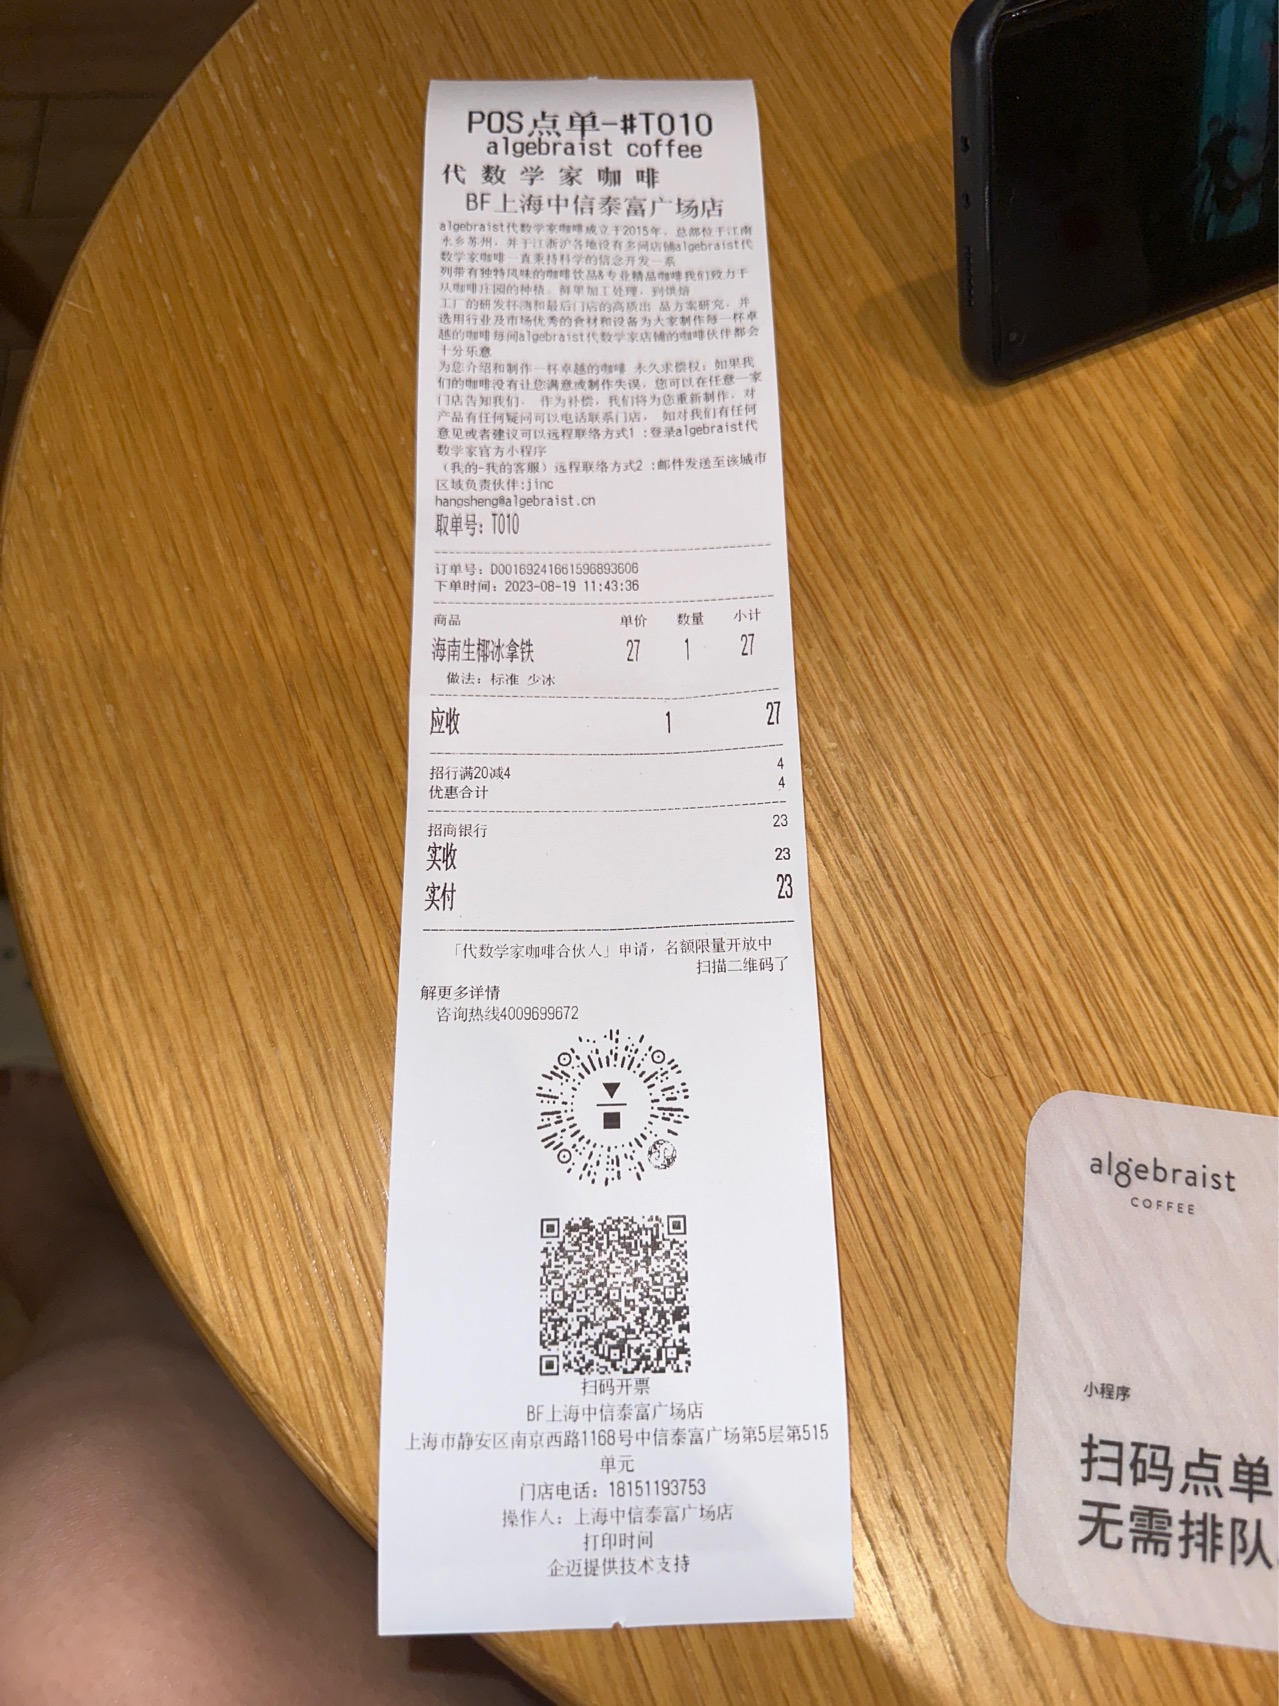 POS点单-#T010
algebraist coffee
代数学家咖啡
BF上海中信泰富广场店
algebraist代数学家咖啡成立于2015年，总部位于江南
水乡苏州，并于江浙沪各地设有多间店铺algebraist代
数学家咖啡一直秉持科学的信念开发一系
列带有独特风味的咖啡饮品&专业精品咖啡我们致力于
从咖啡庄园的种植、鲜果加工处理，到烘焙
工厂的研发杯测和最后门店的高质出 品方案研究，并
选用行业及市场优秀的食材和设备为大家制作每一杯卓
越的咖啡每间algebraist代数学家店铺的咖啡伙伴都会
十分乐意
为您介绍和制作一杯卓越的咖啡 永久求偿权：如果我
们的咖啡没有让您满意或制作失误，您可以在任意一家
门店告知我们， 作为补偿，我们将为您重新制作，对
产品有任何疑问可以电话联系门店， 如对我们有任何
意见或者建议可以远程联络方式1 :登录algebraist代
数学家官方小程序
（我的-我的客服）远程联络方式2 :邮件发送至该城市
区域负责伙伴:jinc
hangsheng@algebraist.cn
取单号：T010
订单号：D00169241661596893606
下单时间：2023-08-19 11:43:36
商品 单价 数量 小计
海南生椰冰拿铁 27 1 27
做法：标准 少冰
应收 1 27
招行满20减4 4
优惠合计 4
招商银行 23
实收 23
实付 23
「代数学家咖啡合伙人」申请，名额限量开放中
扫描二维码了
解更多详情
咨询热线4009699672
扫码开票
BF上海中信泰富广场店
上海市静安区南京西路1168号中信泰富广场第5层第515
单元
门店电话：18151193753
操作人：上海中信泰富广场店
打印时间
企迈提供技术支持
algebraist
COFFEE
小程序
扫码点单
无需排队